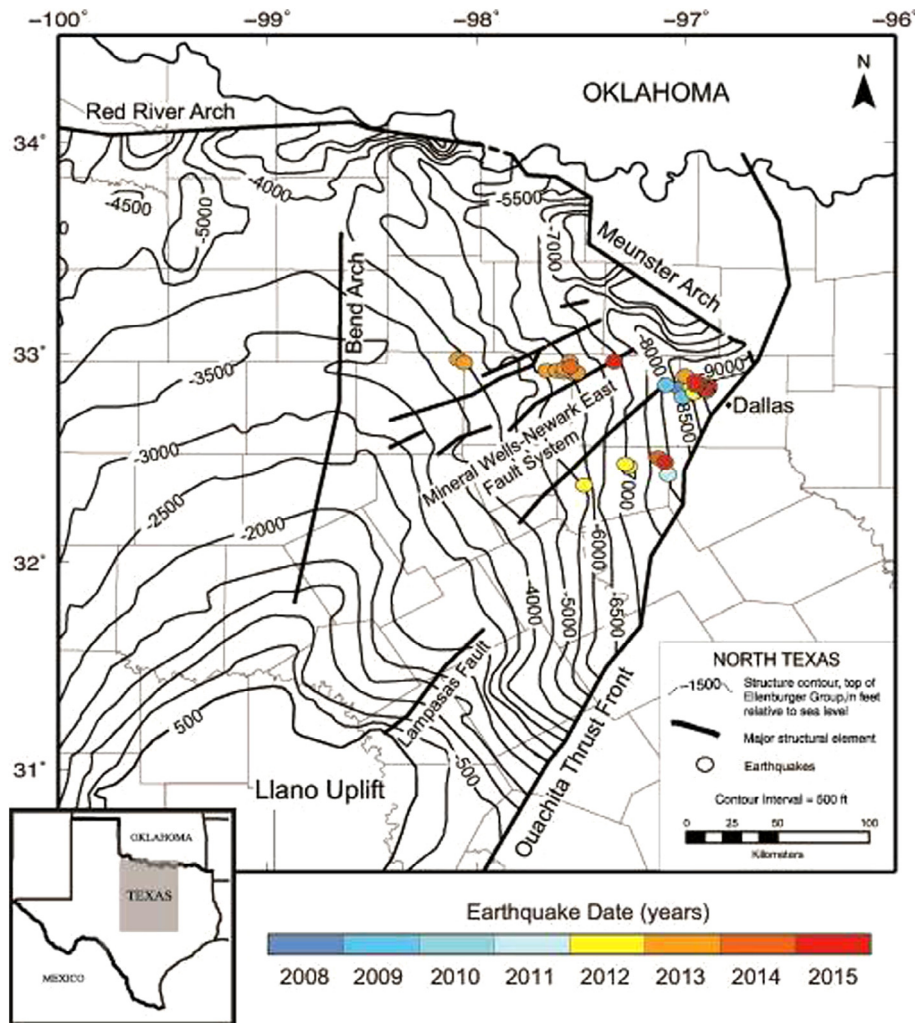 -100°
-99°
-98°
-97°
-96°
N
OKLAHOMA
Red River Arch
34°
-4000
-4500
-5000
-5500
-7000
Meunster Arch
Bend Arch
33°
-3500
-8000
-9000
Dallas
8500
-3000
Mineral Wells-Newark East
Fault System
7000
-2500
-2000
32°
-6000
-4000
-5000
-6500
Lampasas Fault
500
31°
-500
Llano Uplift
Ouachita Thrust Front
NORTH TEXAS
-1500
Structure contour, top of
Ellenburger Group,in feet
relative to sea level
Major structural element
Earthquakes
Contour Interval = 500 ft
0 25 50 100
Kilometers
OKLAHOMA
TEXAS
MEXICO
Earthquake Date (years)
2008 2009 2010 2011 2012 2013 2014 2015